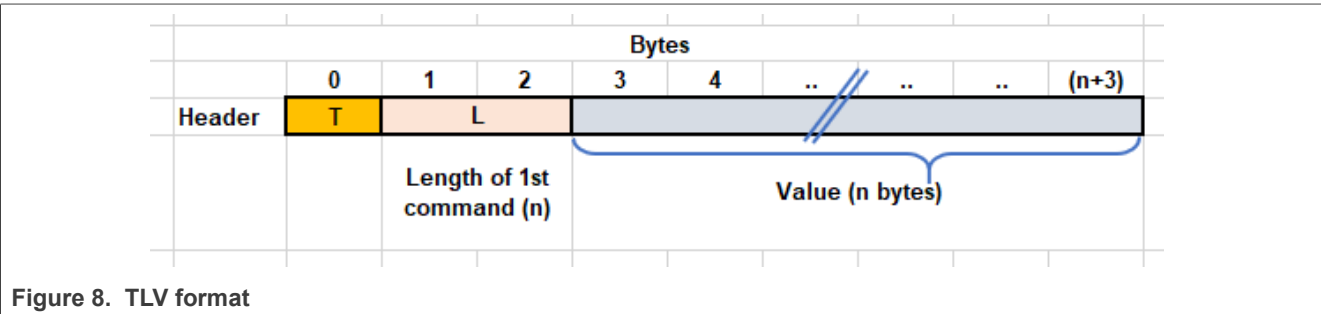 Bytes
0 1 2 3 4 .. .. .. (n+3)
Header T L
Length of 1st
command (n)
Value (n bytes)
Figure 8. TLV format